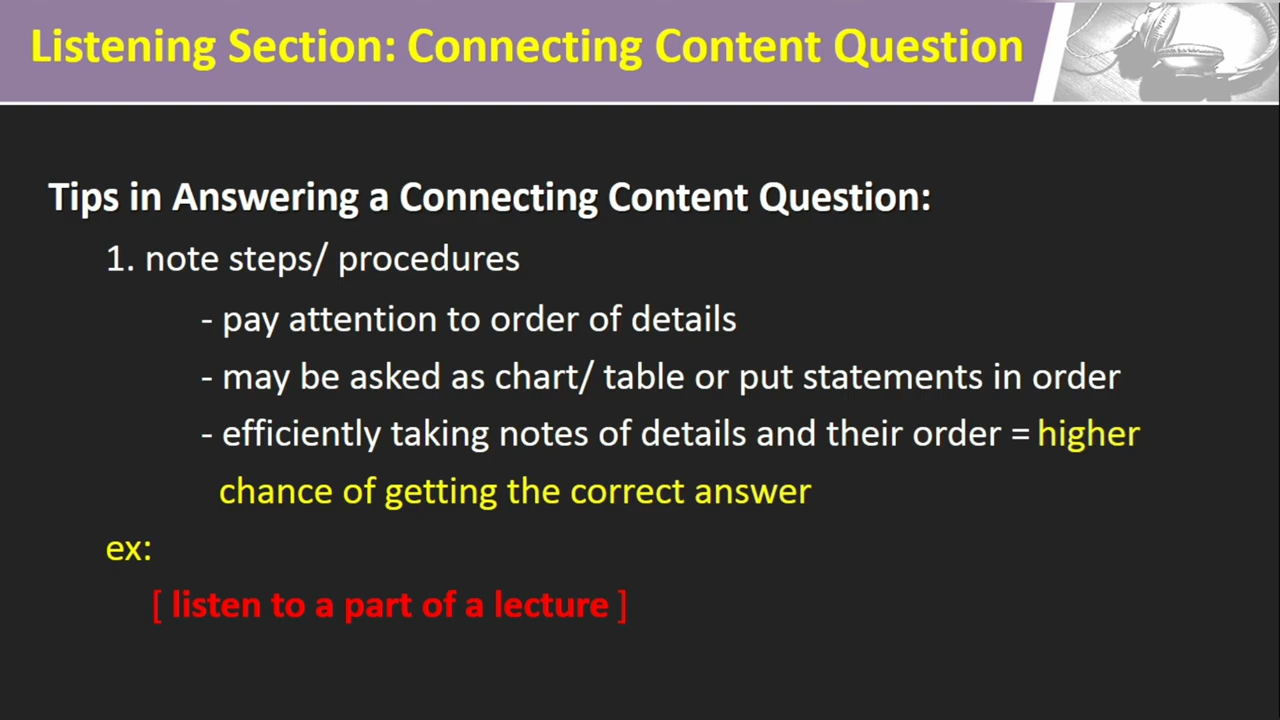 Listening Section: Connecting Content Question
Tips in Answering a Connecting Content Question:
1. note steps/ procedures
- pay attention to order of details
- may be asked as chart/ table or put statements in order
- efficiently taking notes of details and their order = higher
chance of getting the correct answer
ex:
[ listen to a part of a lecture ]